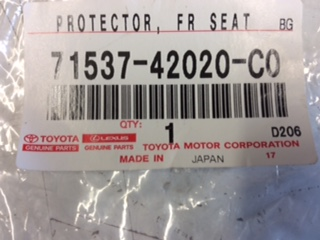 PROTECTOR, FR SEAT BG
71537-42020-C0
QTY: 1 D206
TOYOTA LEXUS TOYOTA MOTOR CORPORATION
GENUINE PARTS GENUINE PARTS
MADE IN JAPAN 17